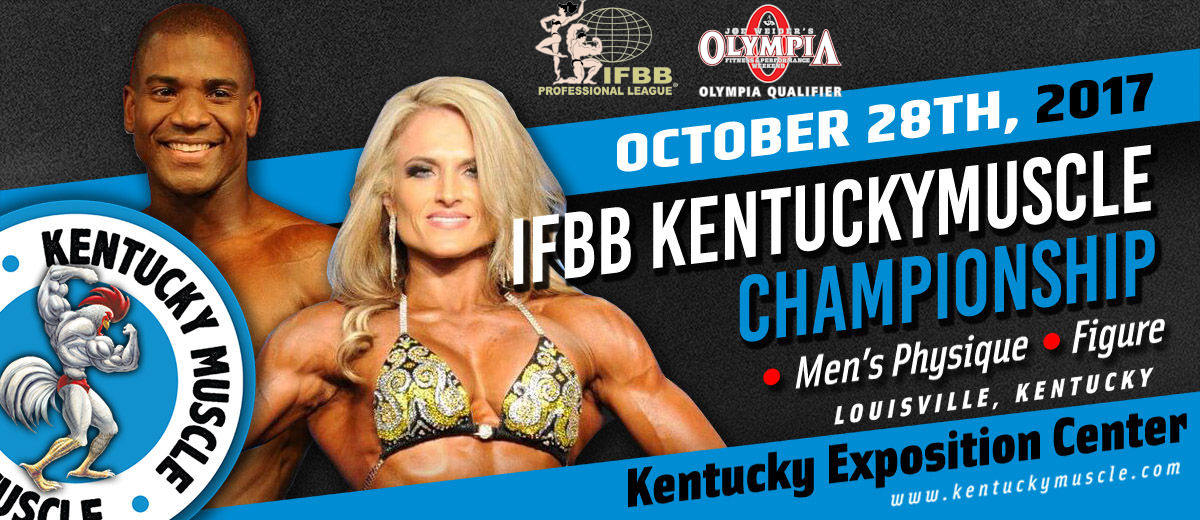 IFBB
PROFESSIONAL LEAGUE
JOE WEIDER'S
OLYMPIA
FITNESS & PERFORMANCE
WEEKEND
OLYMPIA QUALIFIER
OCTOBER 28TH, 2017
IFBB KENTUCKYMUSCLE
CHAMPIONSHIP
• Men's Physique • Figure
LOUISVILLE, KENTUCKY
Kentucky Exposition Center
www.kentuckymuscle.com
KENTUCKY MUSCLE
MUSCLE